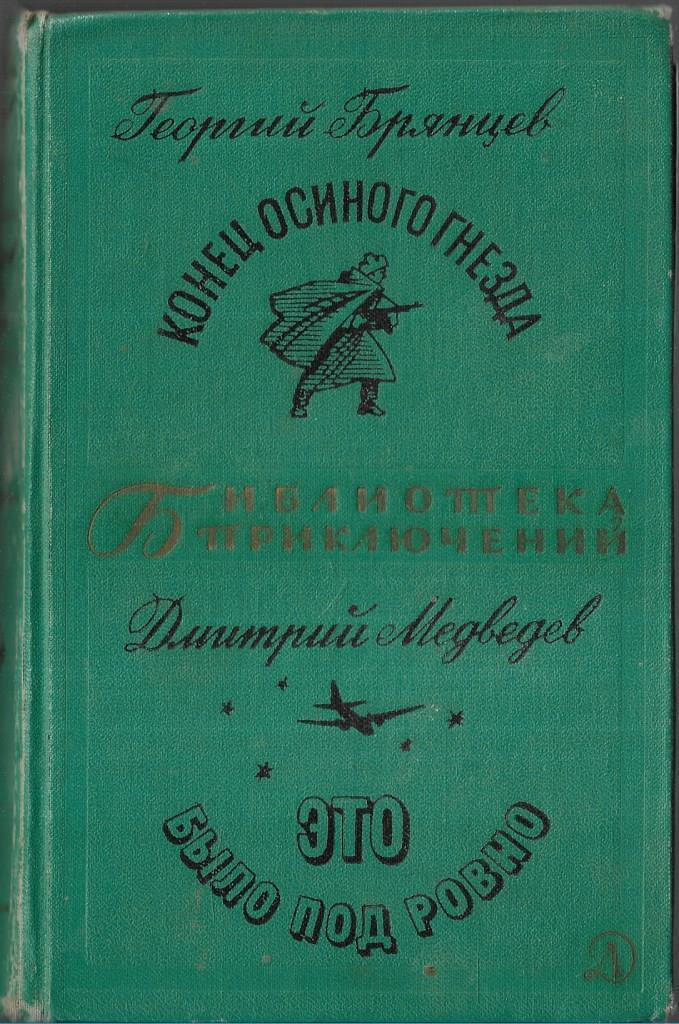 Георгий Брянцев
КОНЕЦ ОСИНОГО ГНЕЗДА
БИБЛИОТЕКА
ПРИКЛЮЧЕНИЙ
Дмитрий Медведев
ЭТО
БЫЛО ПОД РОВНО
Д